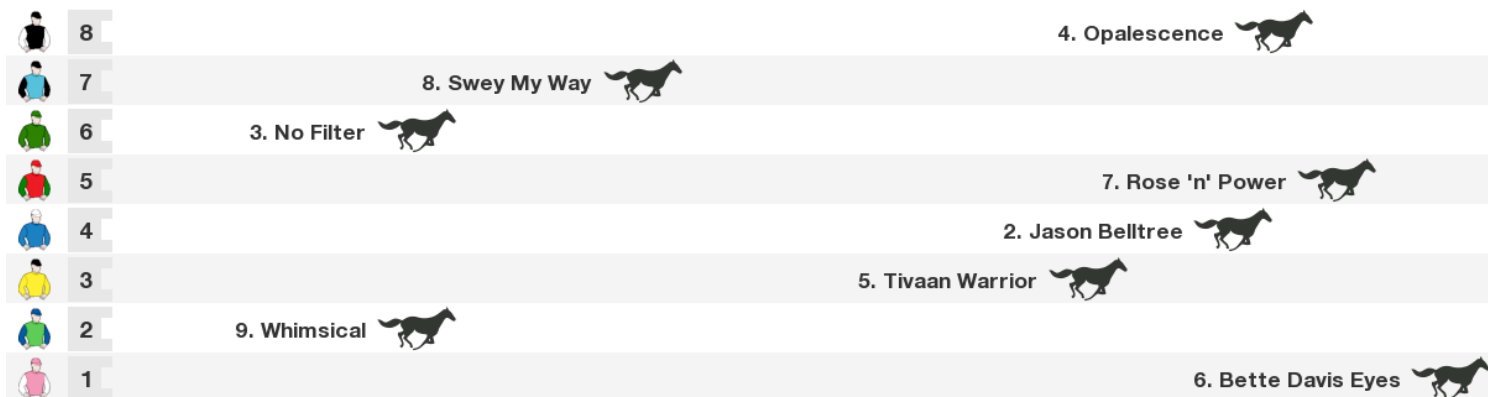 8 4. Opalescence
7 8. Swey My Way
6 3. No Filter
5 7. Rose 'n' Power
4 2. Jason Belltree
3 5. Tivaan Warrior
2 9. Whimsical
1 6. Bette Davis Eyes